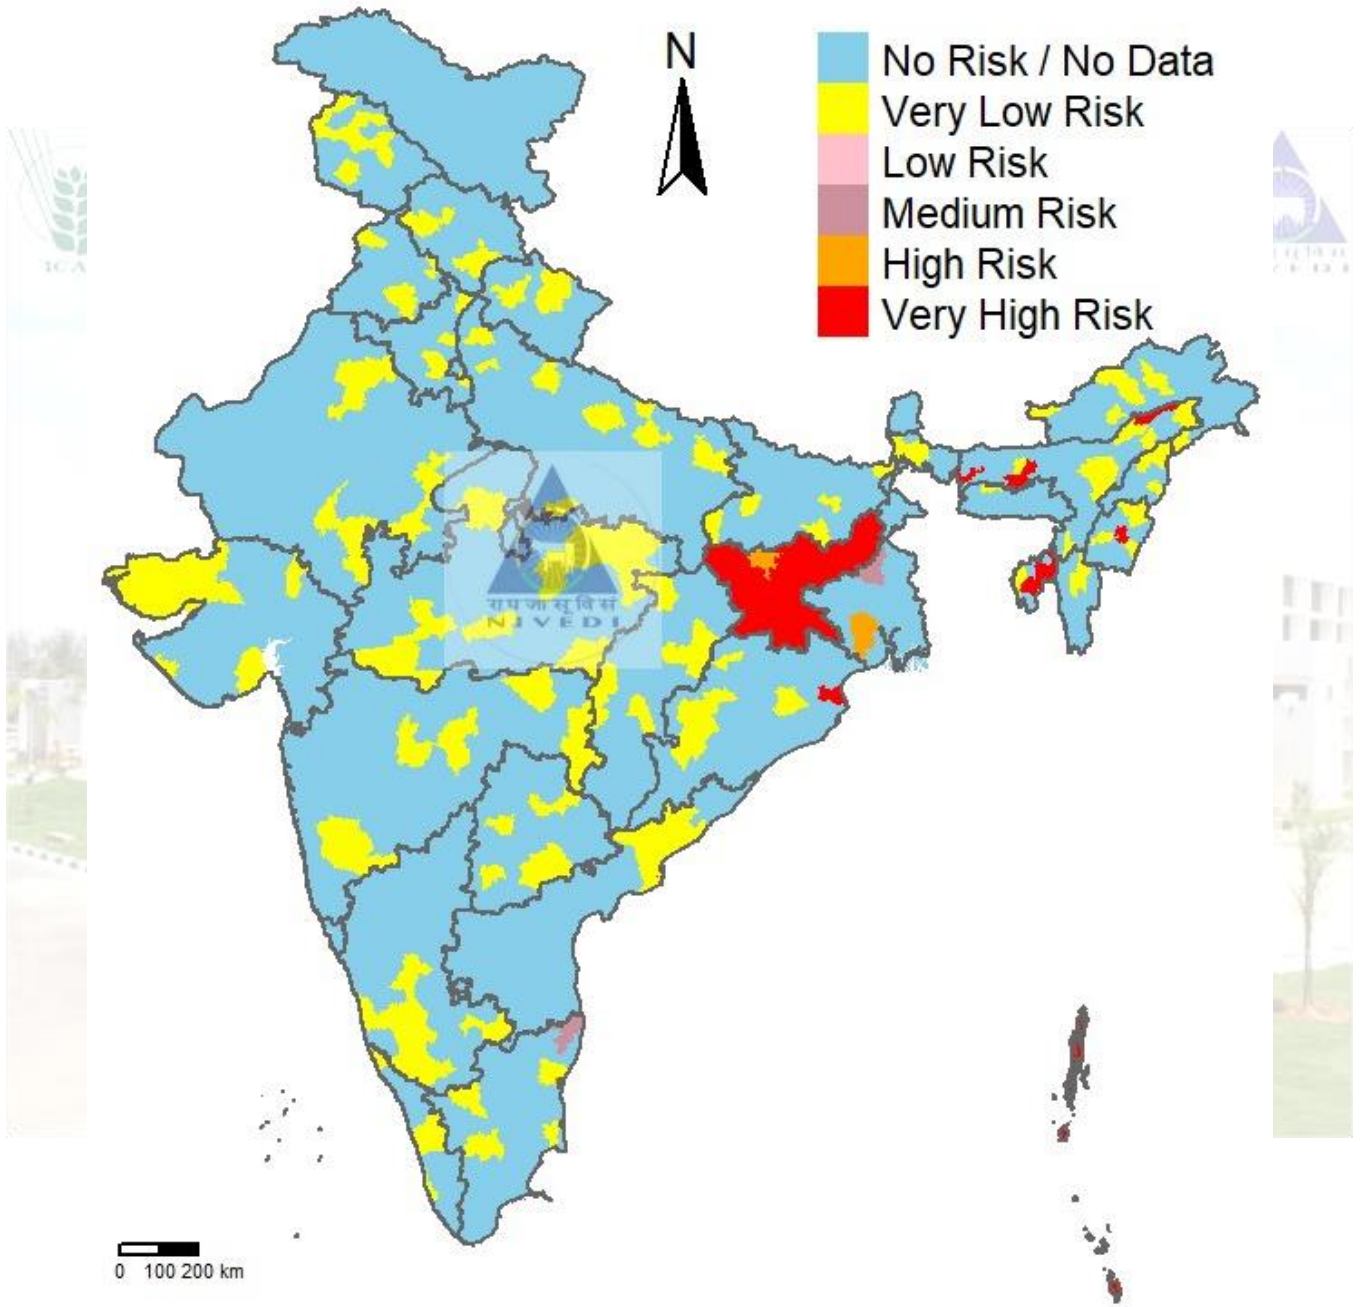 N
No Risk / No Data
Very Low Risk
Low Risk
Medium Risk
High Risk
Very High Risk
NIVEDI
0 100 200 km